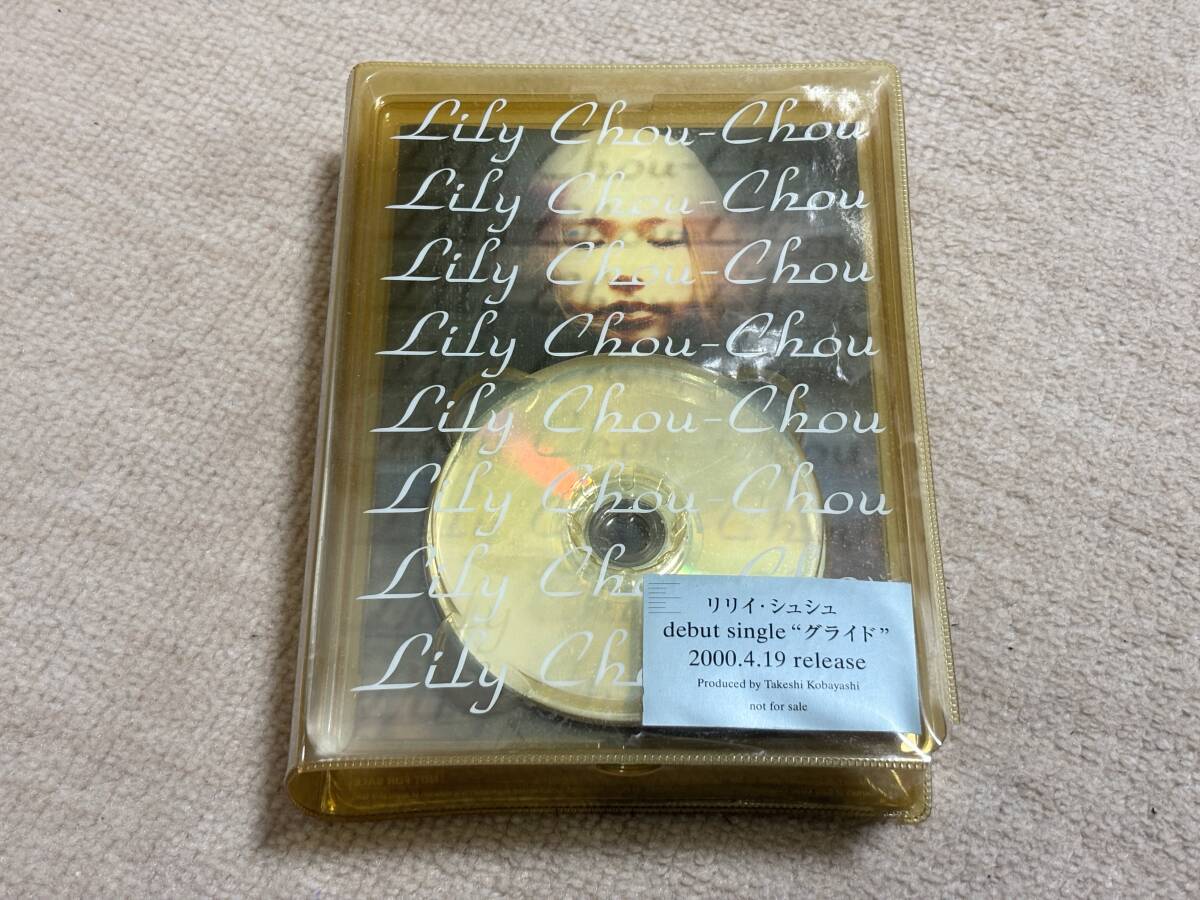 Lily Chou-Chou
Lily Chou-Chou
Lily Chou-Chou
Lily Chou-Chou
Lily Chou-Chou
Lily Chou-Chou
Lily Chou-Chou
Lily Cho
リリイ・シュシュ
debut single “グライド”
2000.4.19 release
Produced by Takeshi Kobayashi
not for sale